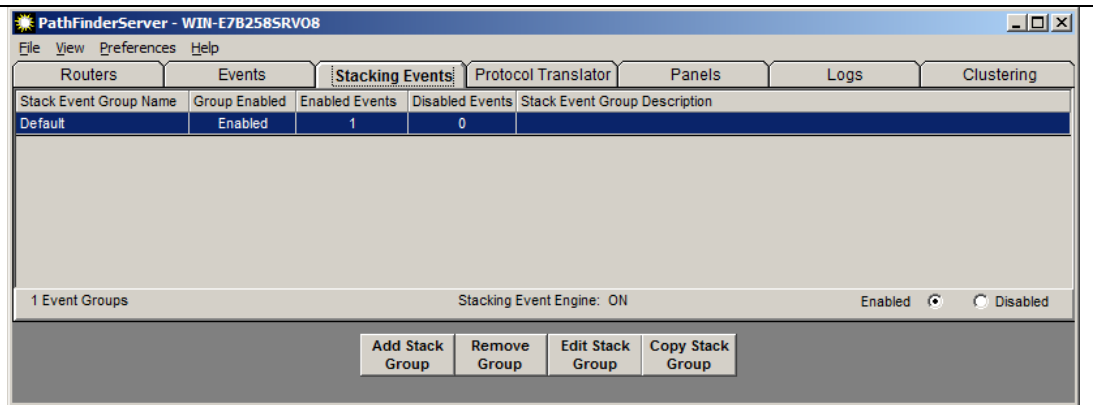 PathFinderServer - WIN-E7B258SRVO8
File View Preferences Help
Routers Events Stacking Events Protocol Translator Panels Logs Clustering
Stack Event Group Name Group Enabled Enabled Events Disabled Events Stack Event Group Description
Default Enabled 1 0
1 Event Groups Stacking Event Engine: ON Enabled Disabled
Add Stack Group Remove Group Edit Stack Group Copy Stack Group